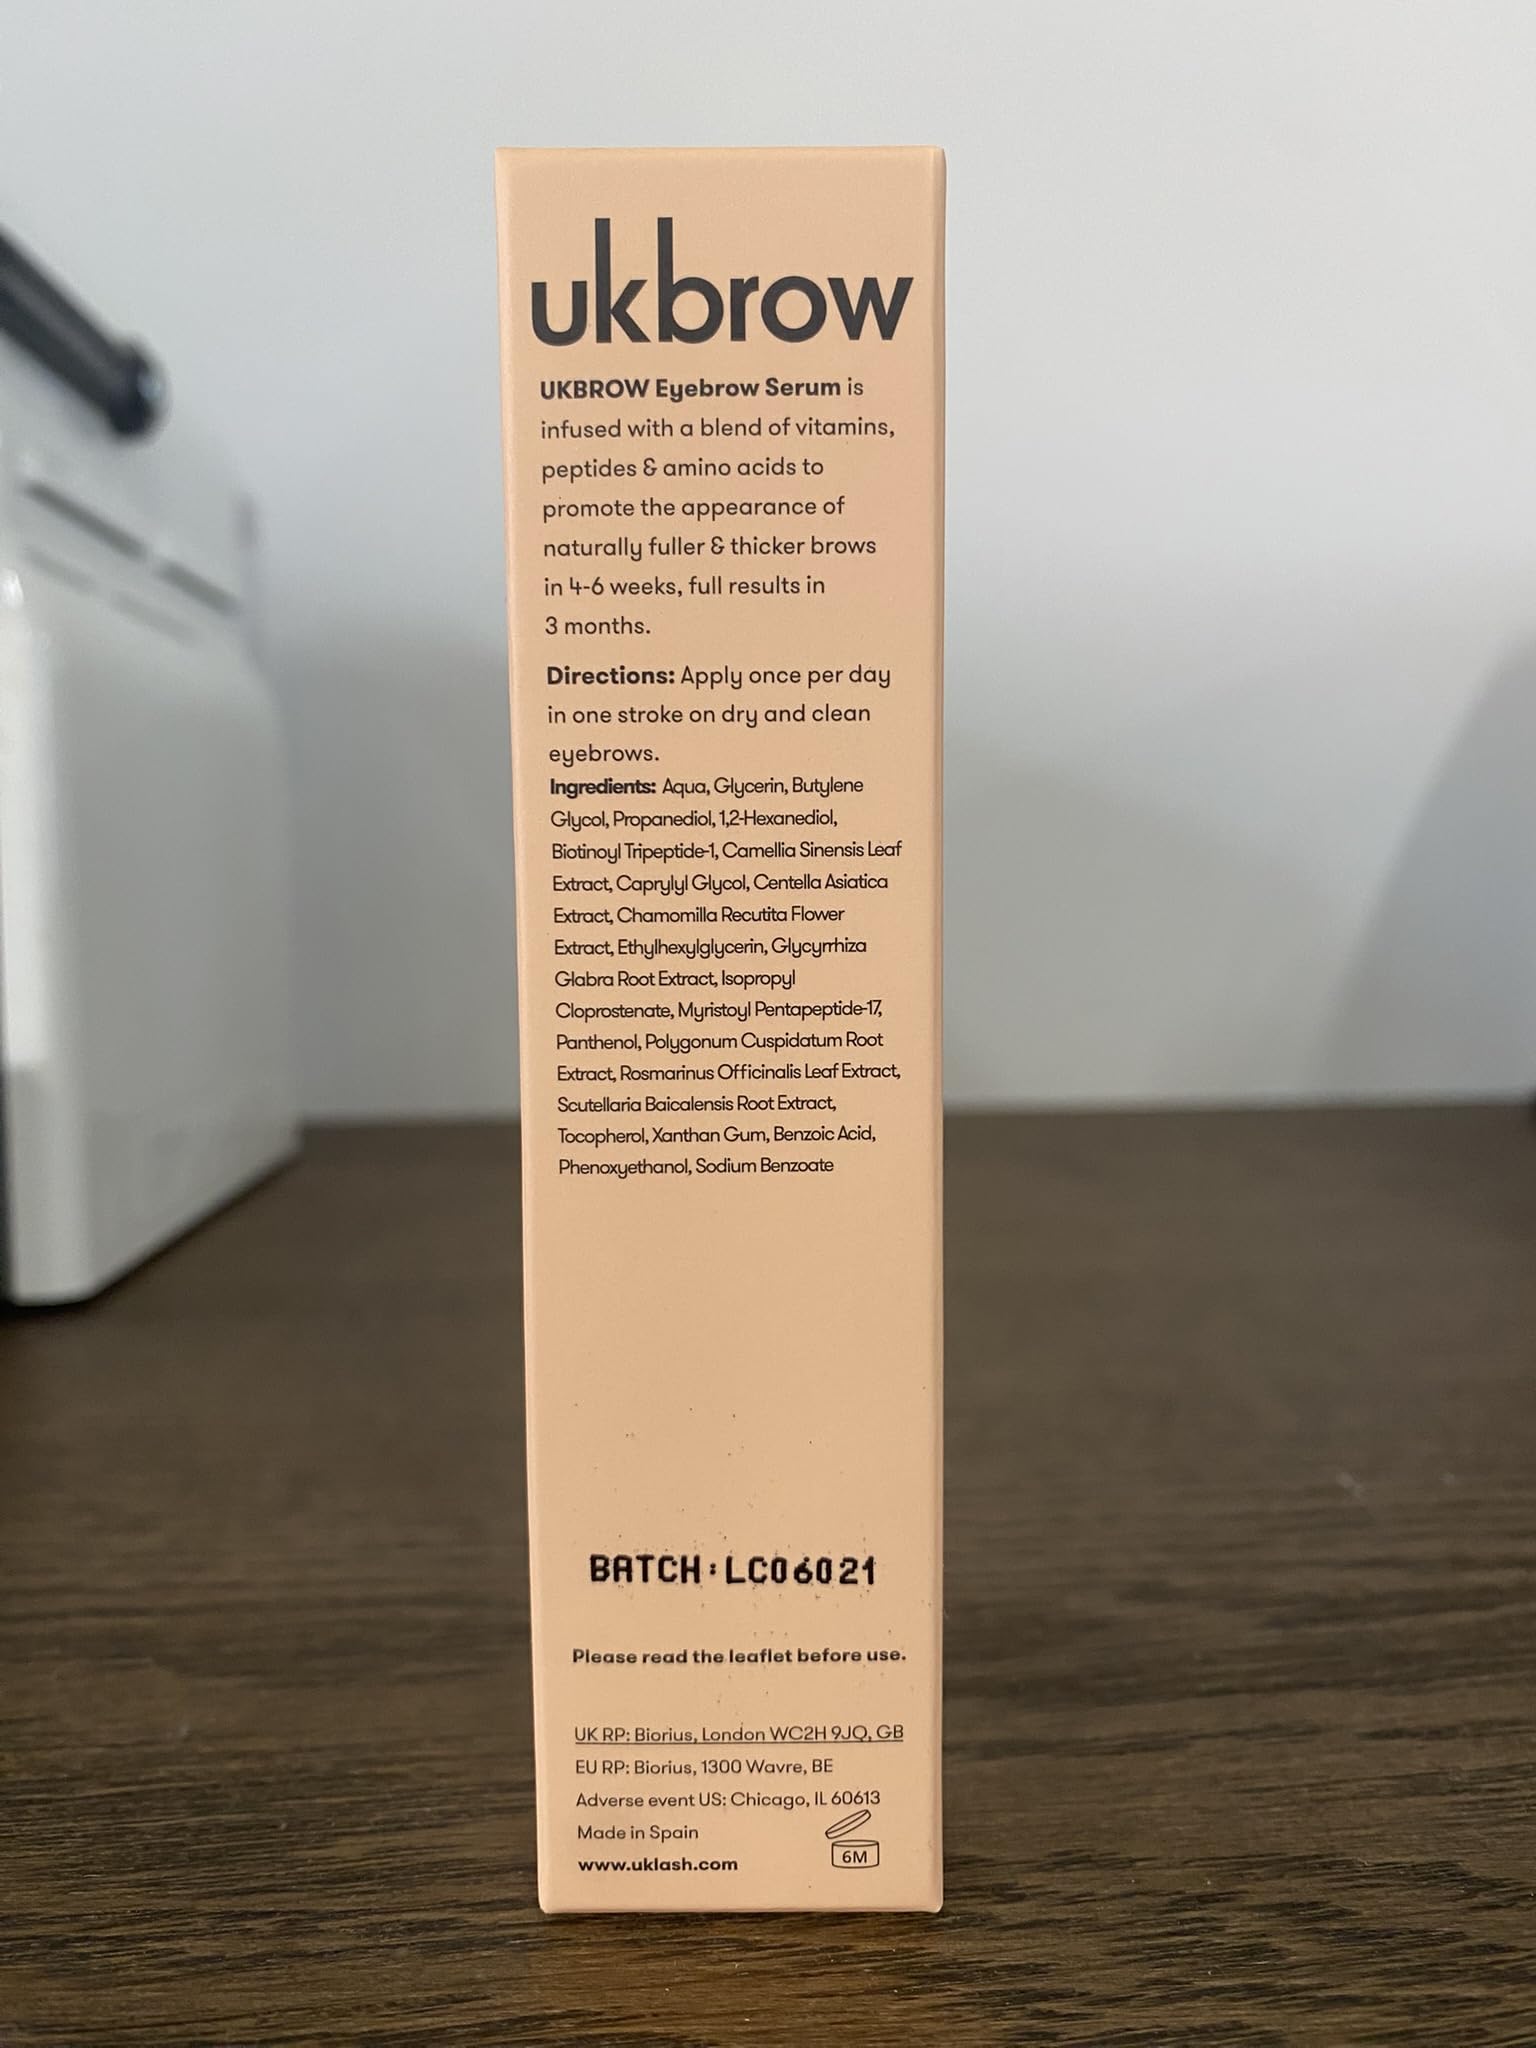 ukbrow
UKBROW Eyebrow Serum is
infused with a blend of vitamins,
peptides & amino acids to
promote the appearance of
naturally fuller & thicker brows
in 4-6 weeks, full results in
3 months.
Directions: Apply once per day
in one stroke on dry and clean
eyebrows.
Ingredients: Aqua, Glycerin, Butylene
Glycol, Propanediol, 1,2-Hexanediol,
Biotinoyl Tripeptide-1, Camellia Sinensis Leaf
Extract, Caprylyl Glycol, Centella Asiatica
Extract, Chamomilla Recutita Flower
Extract, Ethylhexylglycerin, Glycyrrhiza
Glabra Root Extract, Isopropyl
Cloprostenate, Myristoyl Pentapeptide-17,
Panthenol, Polygonum Cuspidatum Root
Extract, Rosmarinus Officinalis Leaf Extract,
Scutellaria Baicalensis Root Extract,
Tocopherol, Xanthan Gum, Benzoic Acid,
Phenoxyethanol, Sodium Benzoate
BATCH:LC06021
Please read the leaflet before use.
UK RP: Biorius, London WC2H 9JQ, GB
EU RP: Biorius, 1300 Wavre, BE
Adverse event US: Chicago, IL 60613
Made in Spain
6M
www.uklash.com